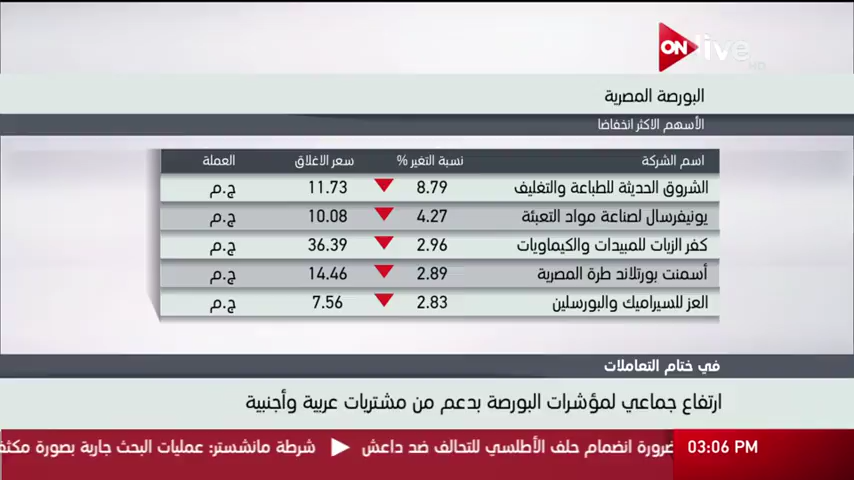 ON live
HD
البورصة المصرية
الأسهم الاكثر انخفاضا
اسم الشركة نسبة التغير % سعر الاغلاق العملة
الشروق الحديثة للطباعة والتغليف 8.79 11.73 ج.م
يونيفرسال لصناعة مواد التعبئة 4.27 10.08 ج.م
كفر الزيات للمبيدات والكيماويات 2.96 36.39 ج.م
أسمنت بورتلاند طرة المصرية 2.89 14.46 ج.م
العز للسيراميك والبورسلين 2.83 7.56 ج.م
في ختام التعاملات
ارتفاع جماعي لمؤشرات البورصة بدعم من مشتريات عربية وأجنبية
03:06 PM
ضرورة انضمام حلف الأطلسي للتحالف ضد داعش
شرطة مانشستر: عمليات البحث جارية بصورة